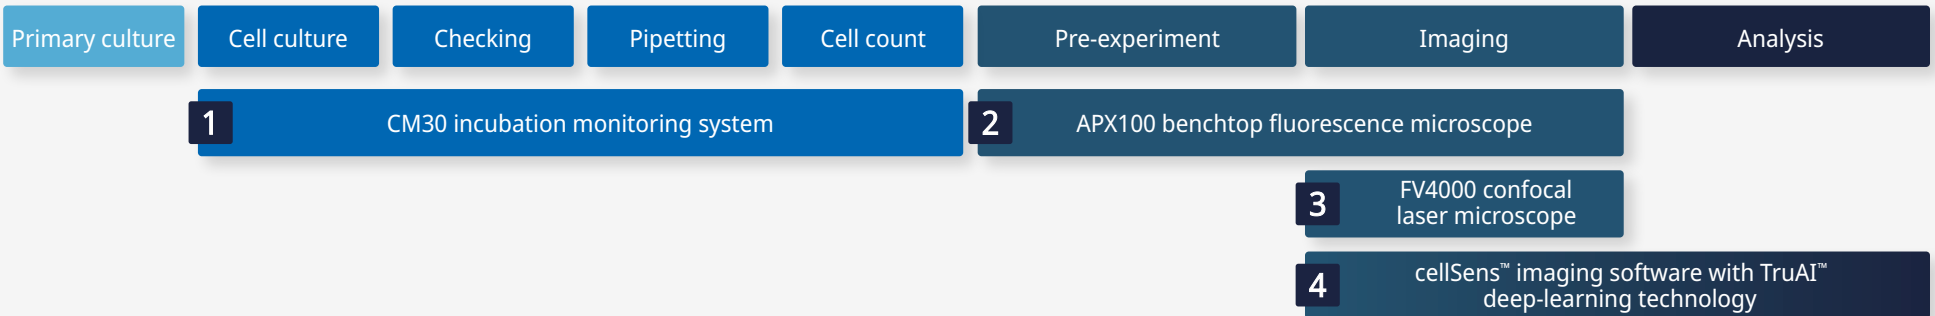 Primary culture
Cell culture
Checking
Pipetting
Cell count
Pre-experiment
Imaging
Analysis
1
CM30 incubation monitoring system
2
APX100 benchtop fluorescence microscope
3
FV4000 confocal
laser microscope
4
cellSens™ imaging software with TruAI™
deep-learning technology